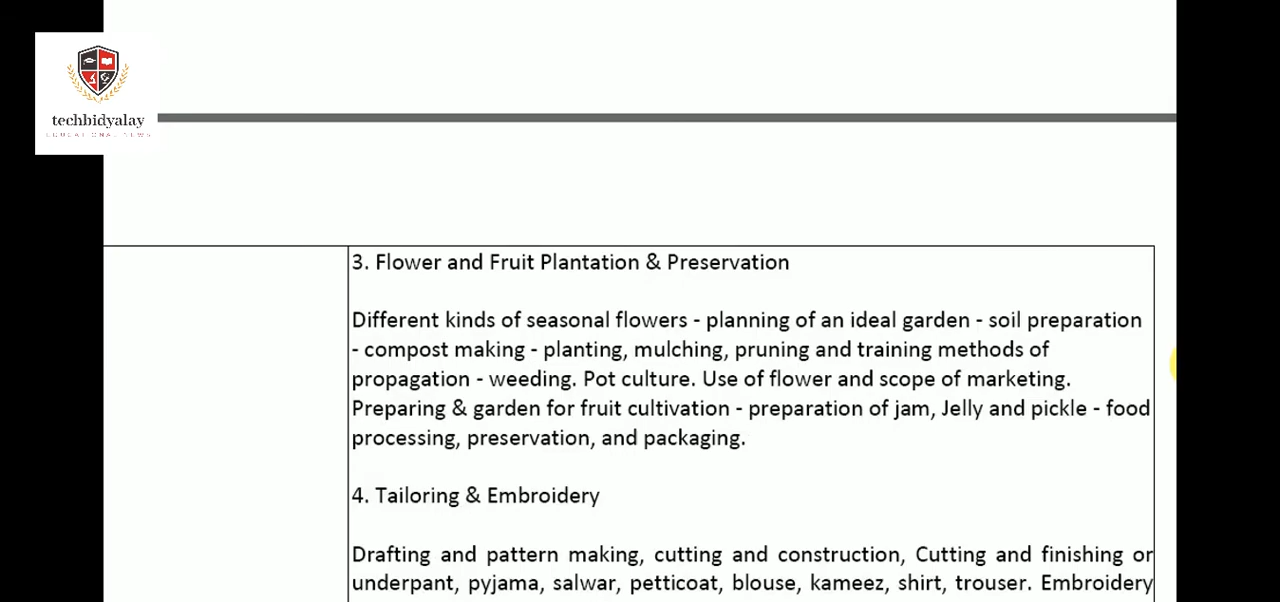 techbidyalay
EDUCATIONAL NEWS
3. Flower and Fruit Plantation & Preservation
Different kinds of seasonal flowers - planning of an ideal garden - soil preparation
- compost making - planting, mulching, pruning and training methods of
propagation - weeding. Pot culture. Use of flower and scope of marketing.
Preparing & garden for fruit cultivation - preparation of jam, Jelly and pickle - food
processing, preservation, and packaging.
4. Tailoring & Embroidery
Drafting and pattern making, cutting and construction, Cutting and finishing or
underpant, pyjama, salwar, petticoat, blouse, kameez, shirt, trouser. Embroidery